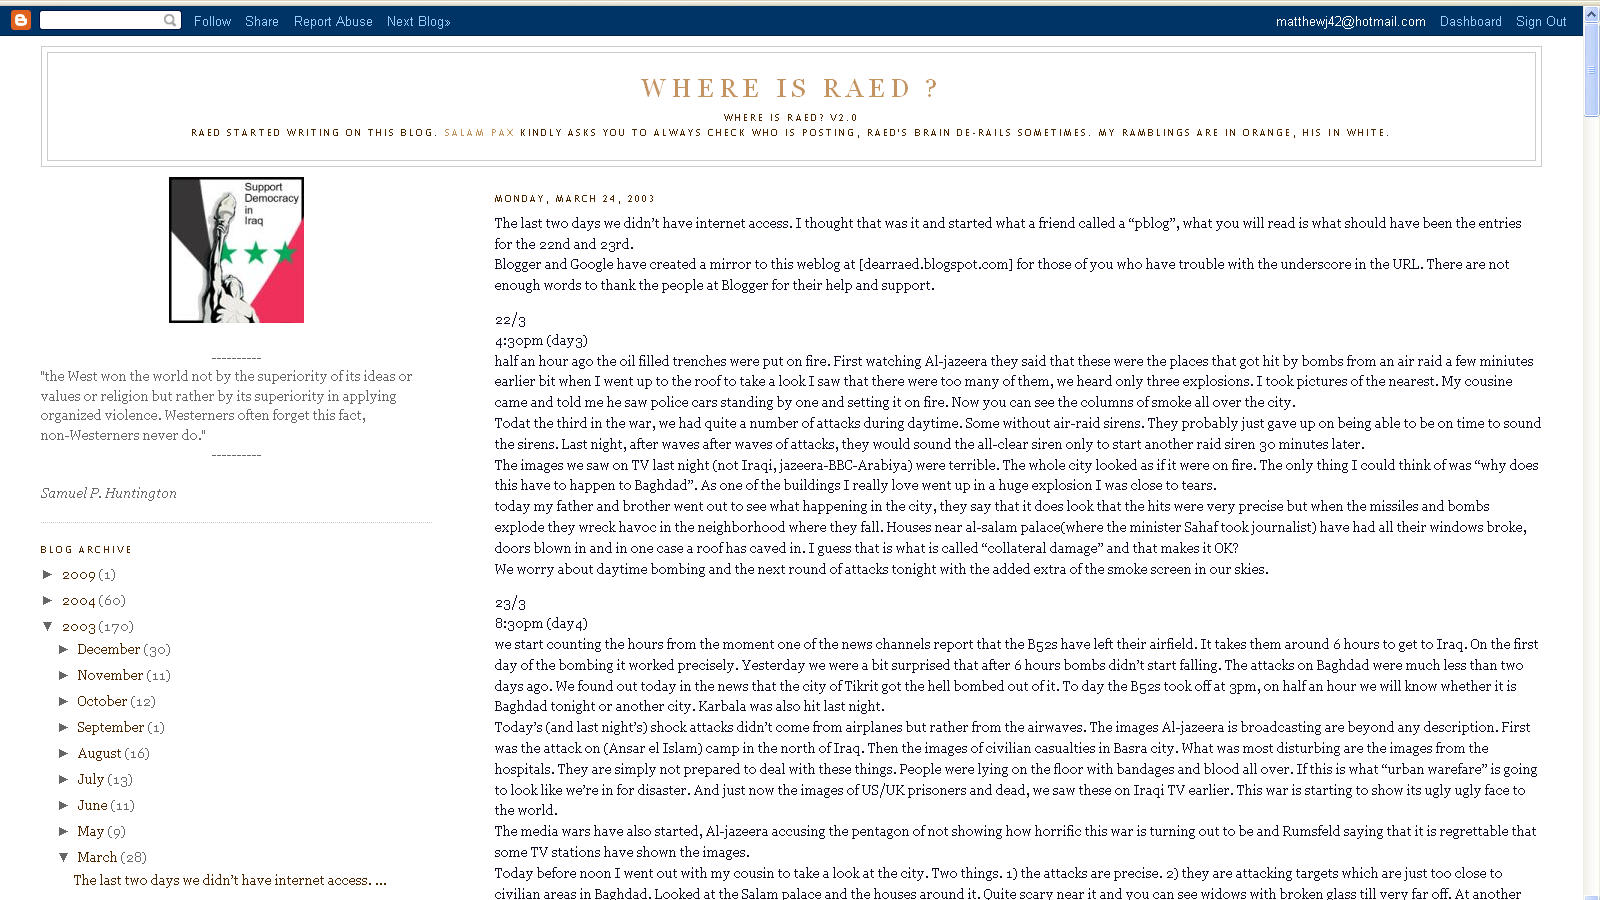 Follow Share Report Abuse Next Blog» matthewj42@hotmail.com Dashboard Sign Out
WHERE IS RAED ?
WHERE IS RAED? V2.0
RAED STARTED WRITING ON THIS BLOG. SALAM PAX KINDLY ASKS YOU TO ALWAYS CHECK WHO IS POSTING, RAED'S BRAIN DE-RAILS SOMETIMES. MY RAMBLINGS ARE IN ORANGE, HIS IN WHITE.
Support
Democracy
in
Iraq
----------
"the West won the world not by the superiority of its ideas or
values or religion but rather by its superiority in applying
organized violence. Westerners often forget this fact,
non-Westerners never do."
----------
Samuel P. Huntington
BLOG ARCHIVE
► 2009 (1)
► 2004 (60)
▼ 2003 (170)
► December (30)
► November (11)
► October (12)
► September (1)
► August (16)
► July (13)
► June (11)
► May (9)
▼ March (28)
The last two days we didn't have internet access. ...
MONDAY, MARCH 24, 2003
The last two days we didn't have internet access. I thought that was it and started what a friend called a “pblog”, what you will read is what should have been the entries
for the 22nd and 23rd.
Blogger and Google have created a mirror to this weblog at [dearraed.blogspot.com] for those of you who have trouble with the underscore in the URL. There are not
enough words to thank the people at Blogger for their help and support.
22/3
4:30pm (day3)
half an hour ago the oil filled trenches were put on fire. First watching Al-jazeera they said that these were the places that got hit by bombs from an air raid a few miniutes
earlier bit when I went up to the roof to take a look I saw that there were too many of them, we heard only three explosions. I took pictures of the nearest. My cousine
came and told me he saw police cars standing by one and setting it on fire. Now you can see the columns of smoke all over the city.
Todat the third in the war, we had quite a number of attacks during daytime. Some without air-raid sirens. They probably just gave up on being able to be on time to sound
the sirens. Last night, after waves after waves of attacks, they would sound the all-clear siren only to start another raid siren 30 minutes later.
The images we saw on TV last night (not Iraqi, jazeera-BBC-Arabiya) were terrible. The whole city looked as if it were on fire. The only thing I could think of was “why does
this have to happen to Baghdad”. As one of the buildings I really love went up in a huge explosion I was close to tears.
today my father and brother went out to see what happening in the city, they say that it does look that the hits were very precise but when the missiles and bombs
explode they wreck havoc in the neighborhood where they fall. Houses near al-salam palace(where the minister Sahaf took journalist) have had all their windows broke,
doors blown in and in one case a roof has caved in. I guess that is what is called “collateral damage” and that makes it OK?
We worry about daytime bombing and the next round of attacks tonight with the added extra of the smoke screen in our skies.
23/3
8:30pm (day4)
we start counting the hours from the moment one of the news channels report that the B52s have left their airfield. It takes them around 6 hours to get to Iraq. On the first
day of the bombing it worked precisely. Yesterday we were a bit surprised that after 6 hours bombs didn't start falling. The attacks on Baghdad were much less than two
days ago. We found out today in the news that the city of Tikrit got the hell bombed out of it. To day the B52s took off at 3pm, on half an hour we will know whether it is
Baghdad tonight or another city. Karbala was also hit last night.
Today's (and last night's) shock attacks didn't come from airplanes but rather from the airwaves. The images Al-jazeera is broadcasting are beyond any description. First
was the attack on (Ansar el Islam) camp in the north of Iraq. Then the images of civilian casualties in Basra city. What was most disturbing are the images from the
hospitals. They are simply not prepared to deal with these things. People were lying on the floor with bandages and blood all over. If this is what “urban warefare” is going
to look like we're in for disaster. And just now the images of US/UK prisoners and dead, we saw these on Iraqi TV earlier. This war is starting to show its ugly ugly face to
the world.
The media wars have also started, Al-jazeera accusing the pentagon of not showing how horrific this war is turning out to be and Rumsfeld saying that it is regrettable that
some TV stations have shown the images.
Today before noon I went out with my cousin to take a look at the city. Two things. 1) the attacks are precise. 2) they are attacking targets which are just too close to
civilian areas in Baghdad. Looked at the Salam palace and the houses around it. Quite scary near it and you can see widows with broken glass till very far off. At another